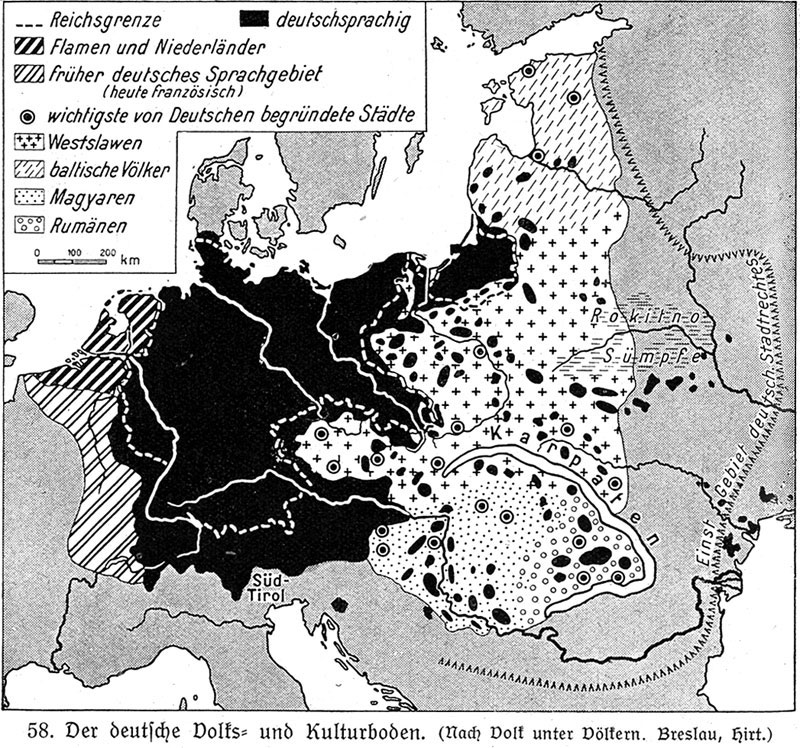 Reichsgrenze
deutschsprachig
Flamen und Niederländer
Früher deutsches Sprachgebiet
(heute französisch)
wichtigste von Deutschen begründete Städte
Westslawen
baltische Völker
Magyaren
Rumänen
0 100 200 km
Rokitno-
Sümpfe
Karpaten
Einst Gebiet deutsch. Stadtrechtes
Süd-
Tirol
58. Der deutſche Volks- und Kulturboden. (Nach Volk unter Völkern. Breslau, Hirt.)